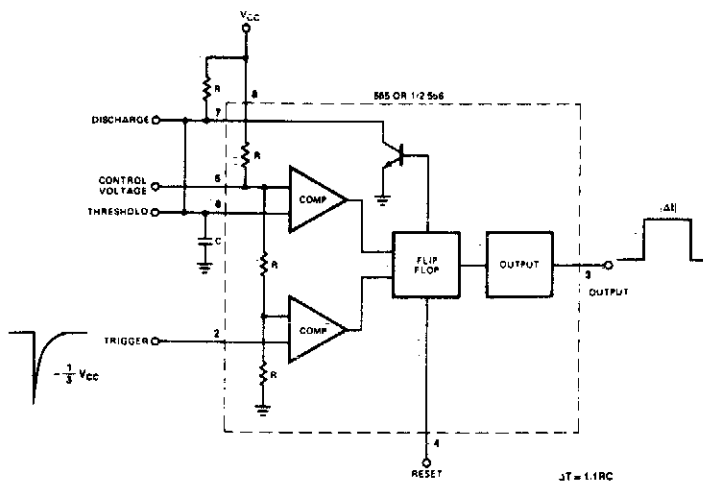 VCC
R
8
555 OR 1/2 556
DISCHARGE
7
R
CONTROL
VOLTAGE
5
THRESHOLD
6
COMP
C
R
FLIP
FLOP
OUTPUT
Δt
3
OUTPUT
COMP
TRIGGER
2
-1/3 VCC
R
4
RESET
ΔT = 1.1RC